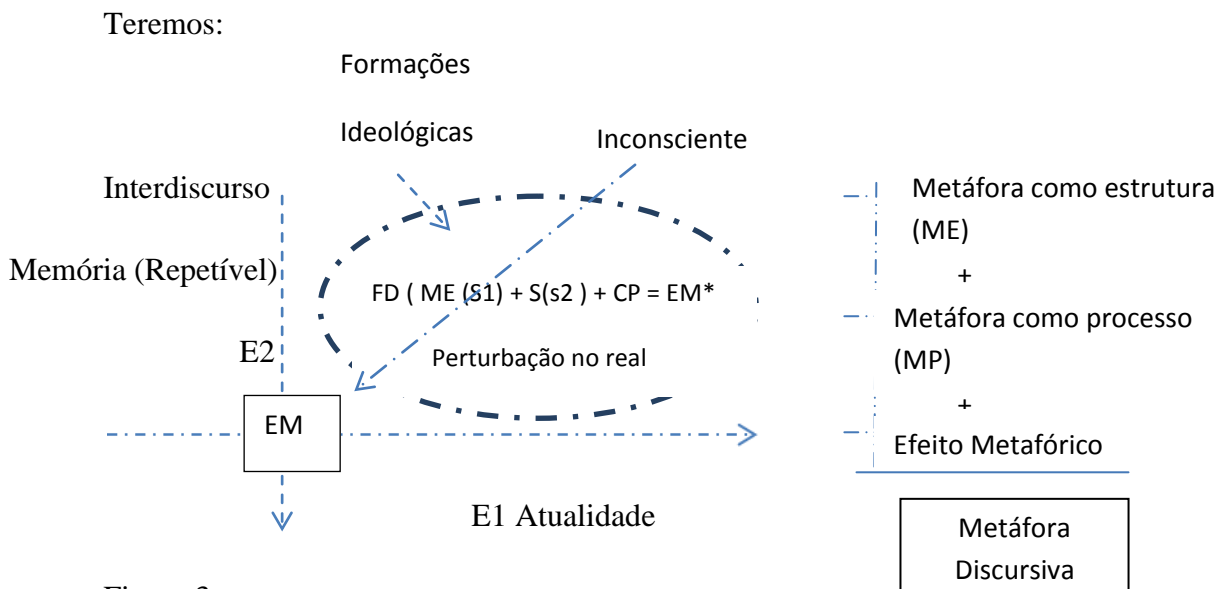 Teremos:
Formações
Ideológicas
Inconsciente
Interdiscurso
Memória (Repetível)
FD ( ME (S1) + S(s2 ) + CP = EM*
E2
Perturbação no real
EM
E1 Atualidade
Metáfora como estrutura
(ME)
+
Metáfora como processo
(MP)
+
Efeito Metafórico
Metáfora
Discursiva